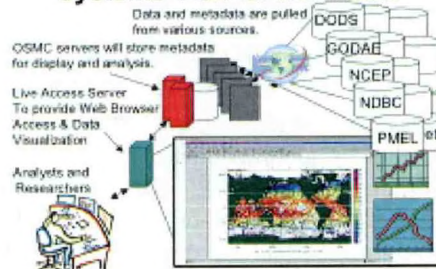 Data and metadata are pulled
from various sources.
DODS
GODAE
NCEP
NDBC
PMEL
OSMC servers will store metadata
for display and analysis.
Live Access Server
To provide Web Browser
Access & Data
Visualization
Analysts and
Researchers